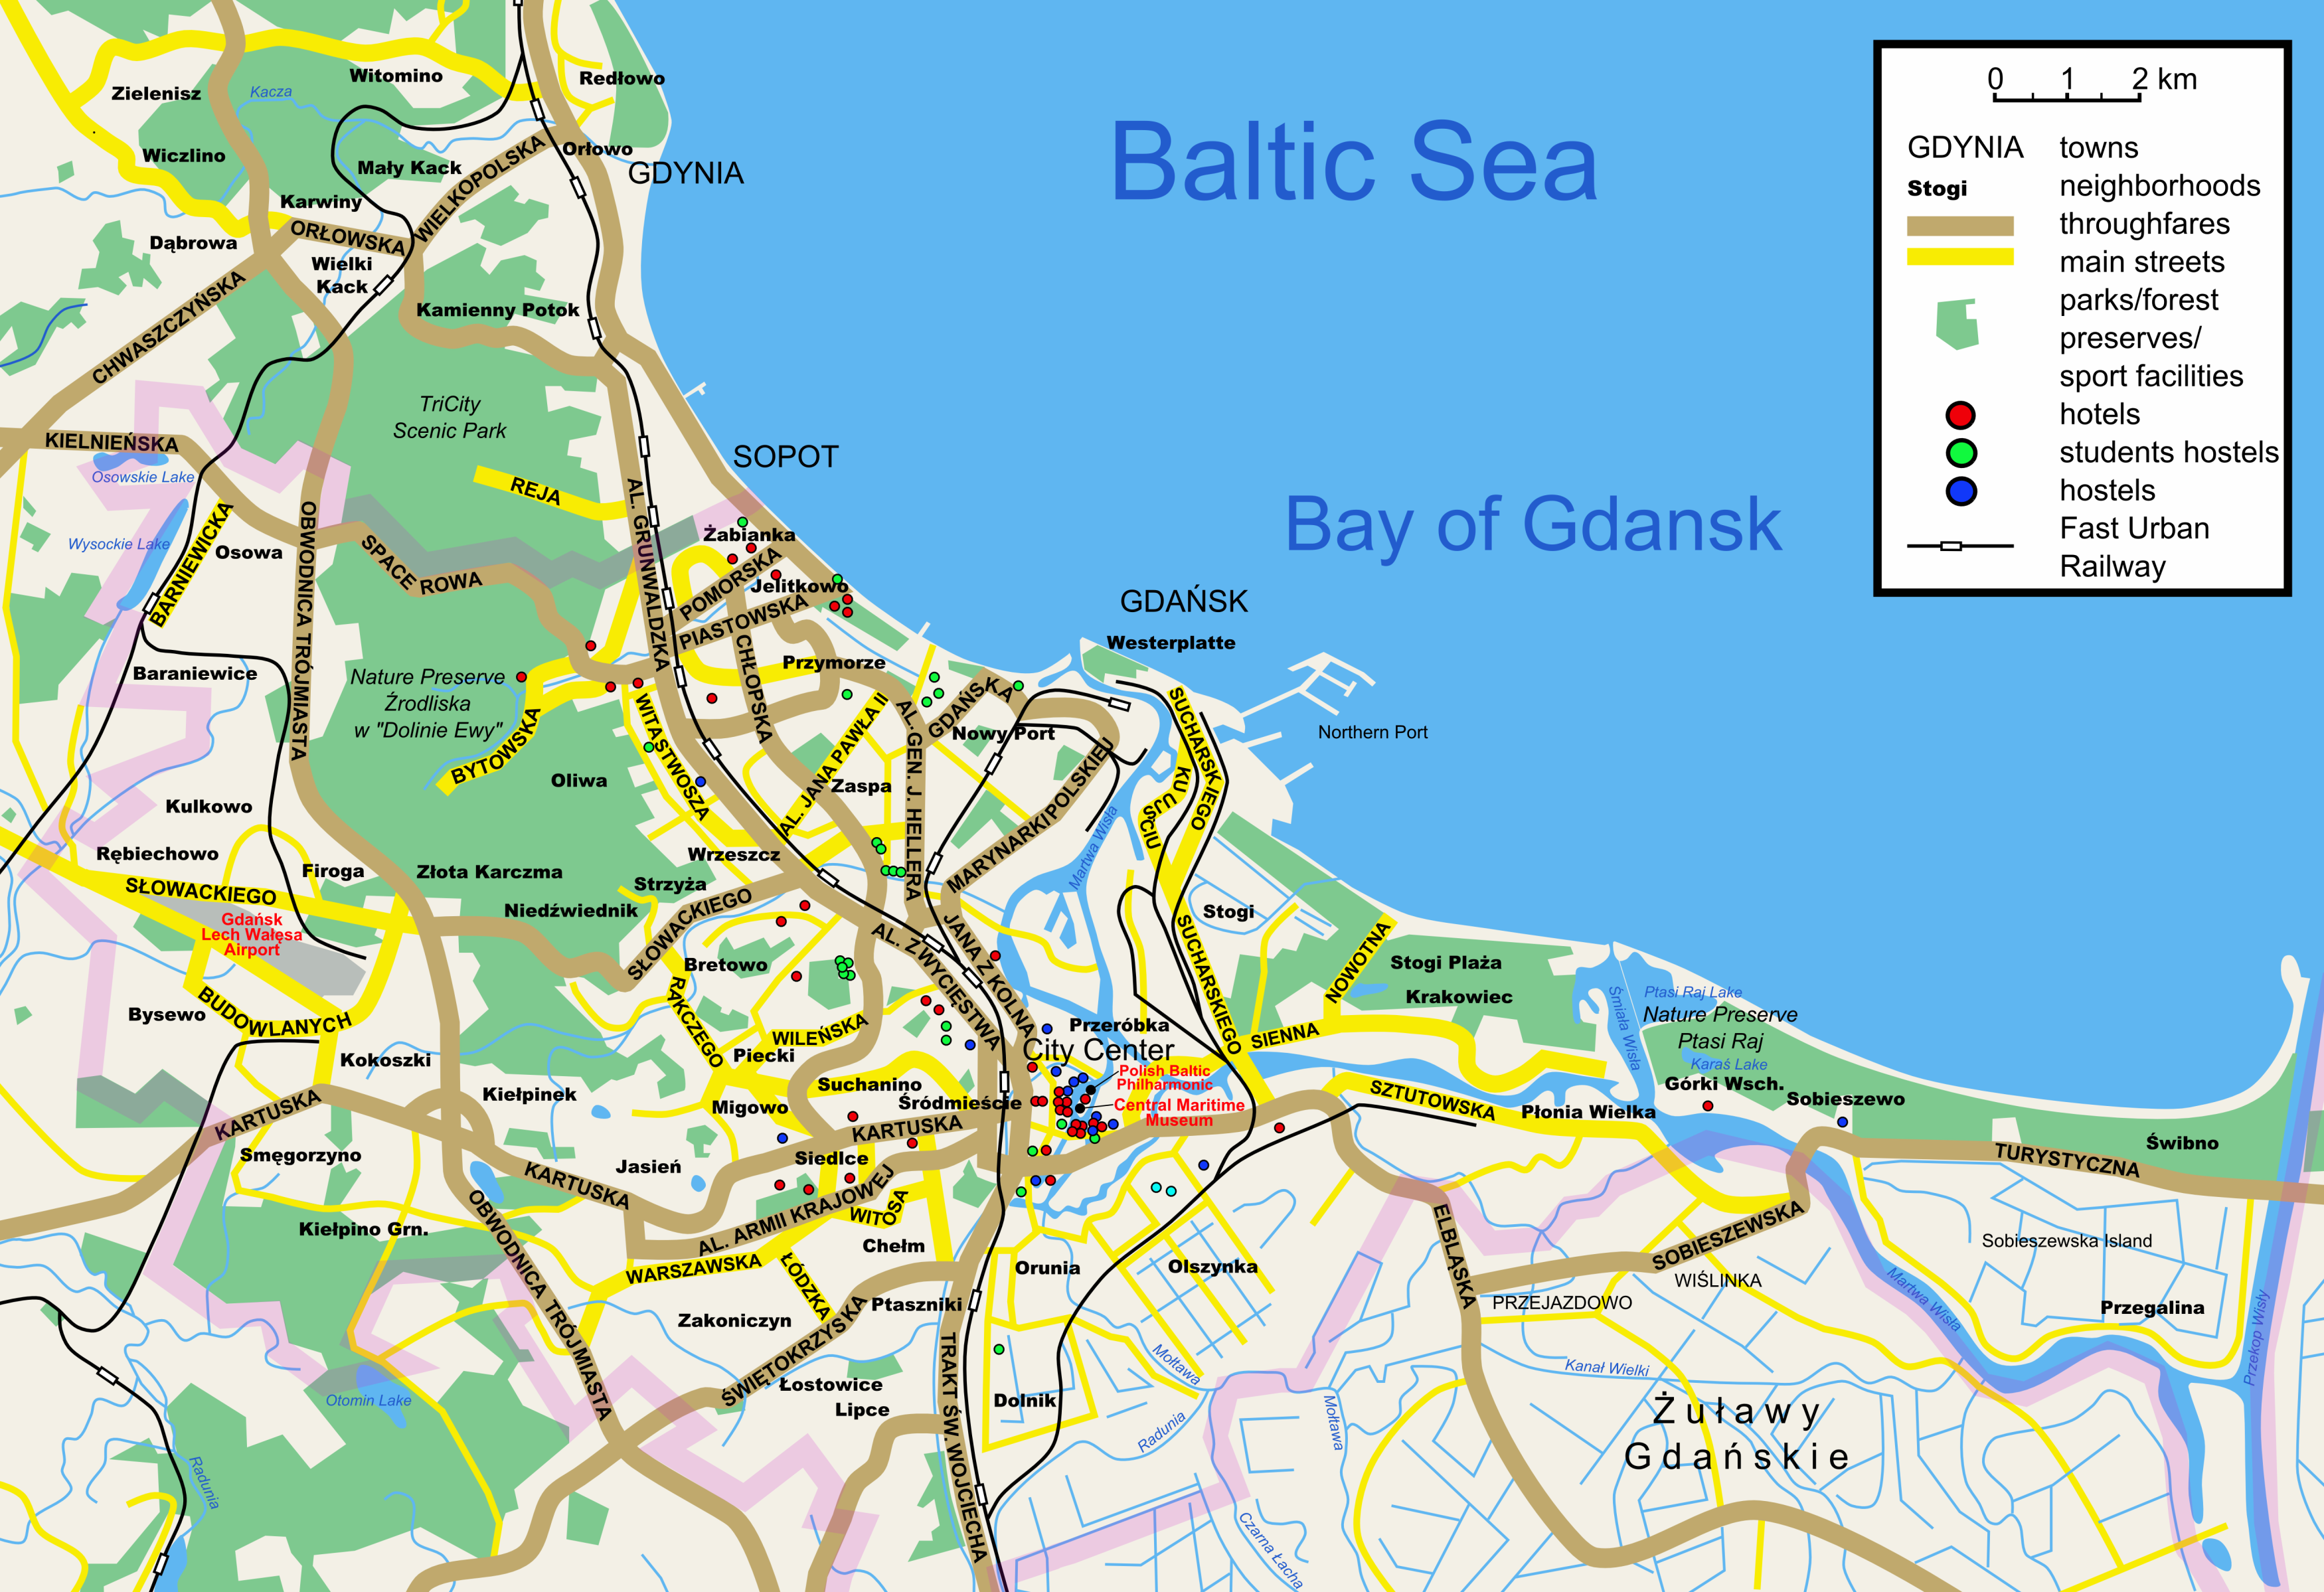 Baltic Sea
Bay of Gdansk
0 1 2 km
GDYNIA towns
Stogi neighborhoods
throughfares
main streets
parks/forest
preserves/
sport facilities
hotels
students hostels
hostels
Fast Urban
Railway
Witomino
Redłowo
Zielenisz
Kacza
Wiczlino
Mały Kack
Orłowo
GDYNIA
WIELKOPOLSKA
Karwiny
ORŁOWSKA
Dąbrowa
Wielki
Kack
CHWASZCZYŃSKA
Kamienny Potok
TriCity
Scenic Park
KIELNIEŃSKA
SOPOT
Osowskie Lake
REJA
AL. GRUNWALDZKA
Wysockie Lake
BARNIEWICKA
Osowa
OBWODNICA TRÓJMIASTA
SPACE ROWA
Żabianka
POMORSKA
Jelitkowo
PIASTOWSKA
GDAŃSK
Westerplatte
CHŁOPSKA
Przymorze
Baraniewice
Nature Preserve
Źrodliska
w "Dolinie Ewy"
BYTOWSKA
WITASTWOSZA
AL. JANA PAWŁA II
AL. GEN. J. HELLERA
GDAŃSKA
Nowy Port
SUCHARSKIEGO
Northern Port
KU UJŚCIU
Oliwa
Zaspa
MARYNARKIPOLSKIEJ
Martwa Wisła
Kulkowo
Rębiechowo
Firoga
Złota Karczma
Wrzeszcz
Strzyża
SŁOWACKIEGO
Niedźwiednik
SŁOWACKIEGO
Gdańsk
Lech Wałęsa
Airport
Stogi
SUCHARSKIEGO
NOWOTNA
Stogi Plaża
Krakowiec
AL. ZWYCIĘSTWA
JANA Z KOLNA
Bretowo
RAKCZEGO
Bysewo
BUDOWLANYCH
WILEŃSKA
Piecki
Przeróbka
City Center
SIENNA
Śmiała Wisła
Ptasi Raj Lake
Nature Preserve
Ptasi Raj
Karaś Lake
Kokoszki
Kiełpinek
Suchanino
Polish Baltic
Philharmonic
Central Maritime
Museum
Migowo
Śródmieście
SZTUTOWSKA
Płonia Wielka
Górki Wsch.
Sobieszewo
KARTUSKA
KARTUSKA
Świbno
TURYSTYCZNA
Smęgorzyno
Jasień
KARTUSKA
Siedlce
AL. ARMII KRAJOWEJ
WITOSA
Kiełpino Grn.
OBWODNICA TRÓJMIASTA
Chełm
WARSZAWSKA
ŁÓDZKA
Orunia
Olszynka
ELBLĄSKA
SOBIESZEWSKA
Sobieszewska Island
WIŚLINKA
PRZEJAZDOWO
Martwa Wisła
Przegalina
Przekop Wisły
Zakoniczyn
Ptaszniki
ŚWIĘTOKRZYSKA
TRAKT ŚW. WOJCIECHA
Mołtawa
Kanał Wielki
Otomin Lake
Łostowice
Lipce
Dolnik
Radunia
Mołtawa
Żuławy
Gdańskie
Radunia
Czarna Łacha